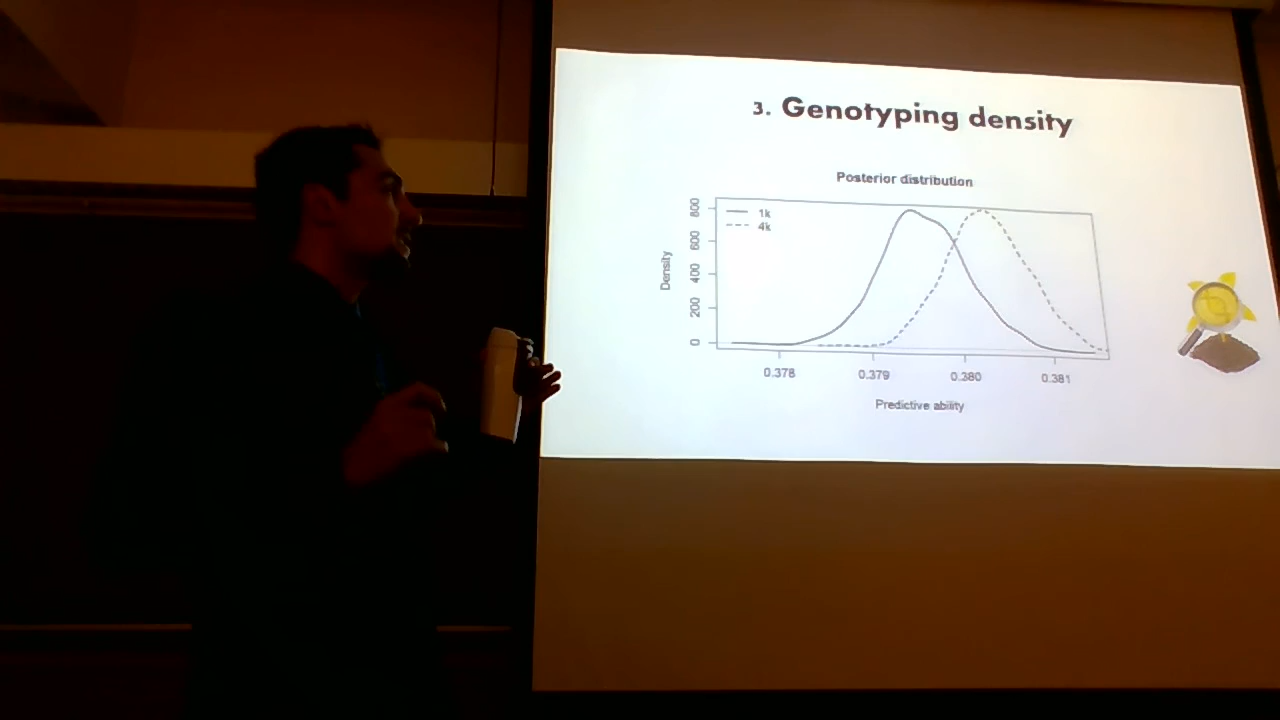 3. Genotyping density
Posterior distribution
1k
4k
Density
800
600
400
200
0
0.378 0.379 0.380 0.381
Predictive ability